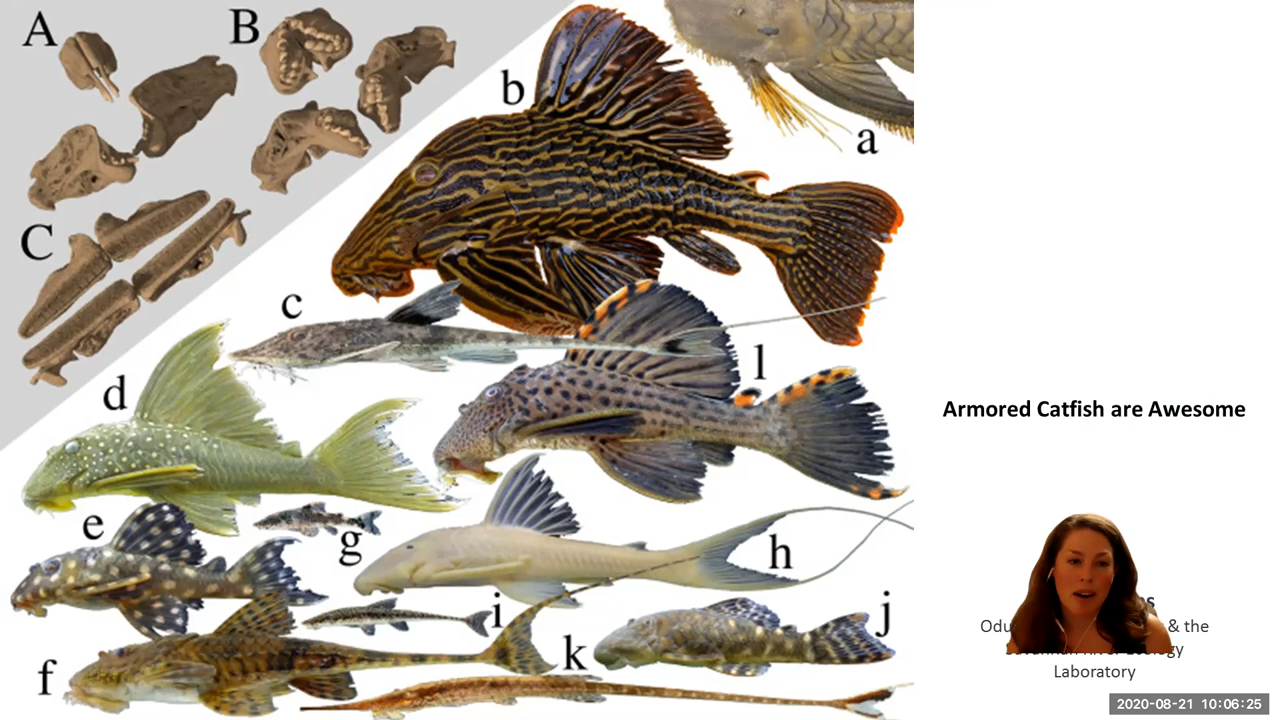 A
B
C
a
b
c
d
l
e
g
h
i
j
k
f
Armored Catfish are Awesome
& the
Laboratory
2020-08-21 10:06:25